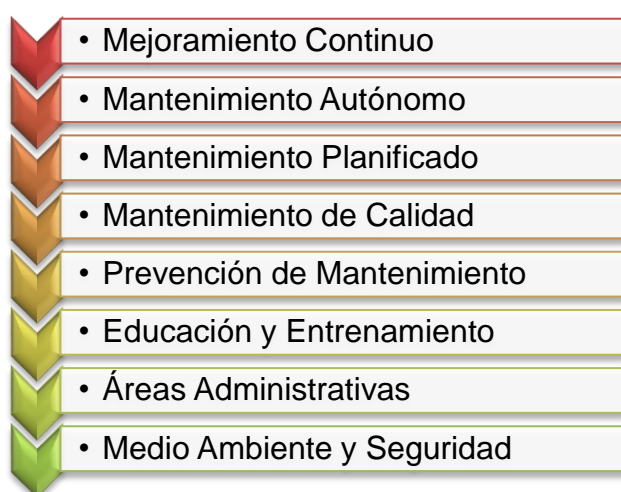 • Mejoramiento Continuo
• Mantenimiento Autónomo
• Mantenimiento Planificado
• Mantenimiento de Calidad
• Prevención de Mantenimiento
• Educación y Entrenamiento
• Áreas Administrativas
• Medio Ambiente y Seguridad